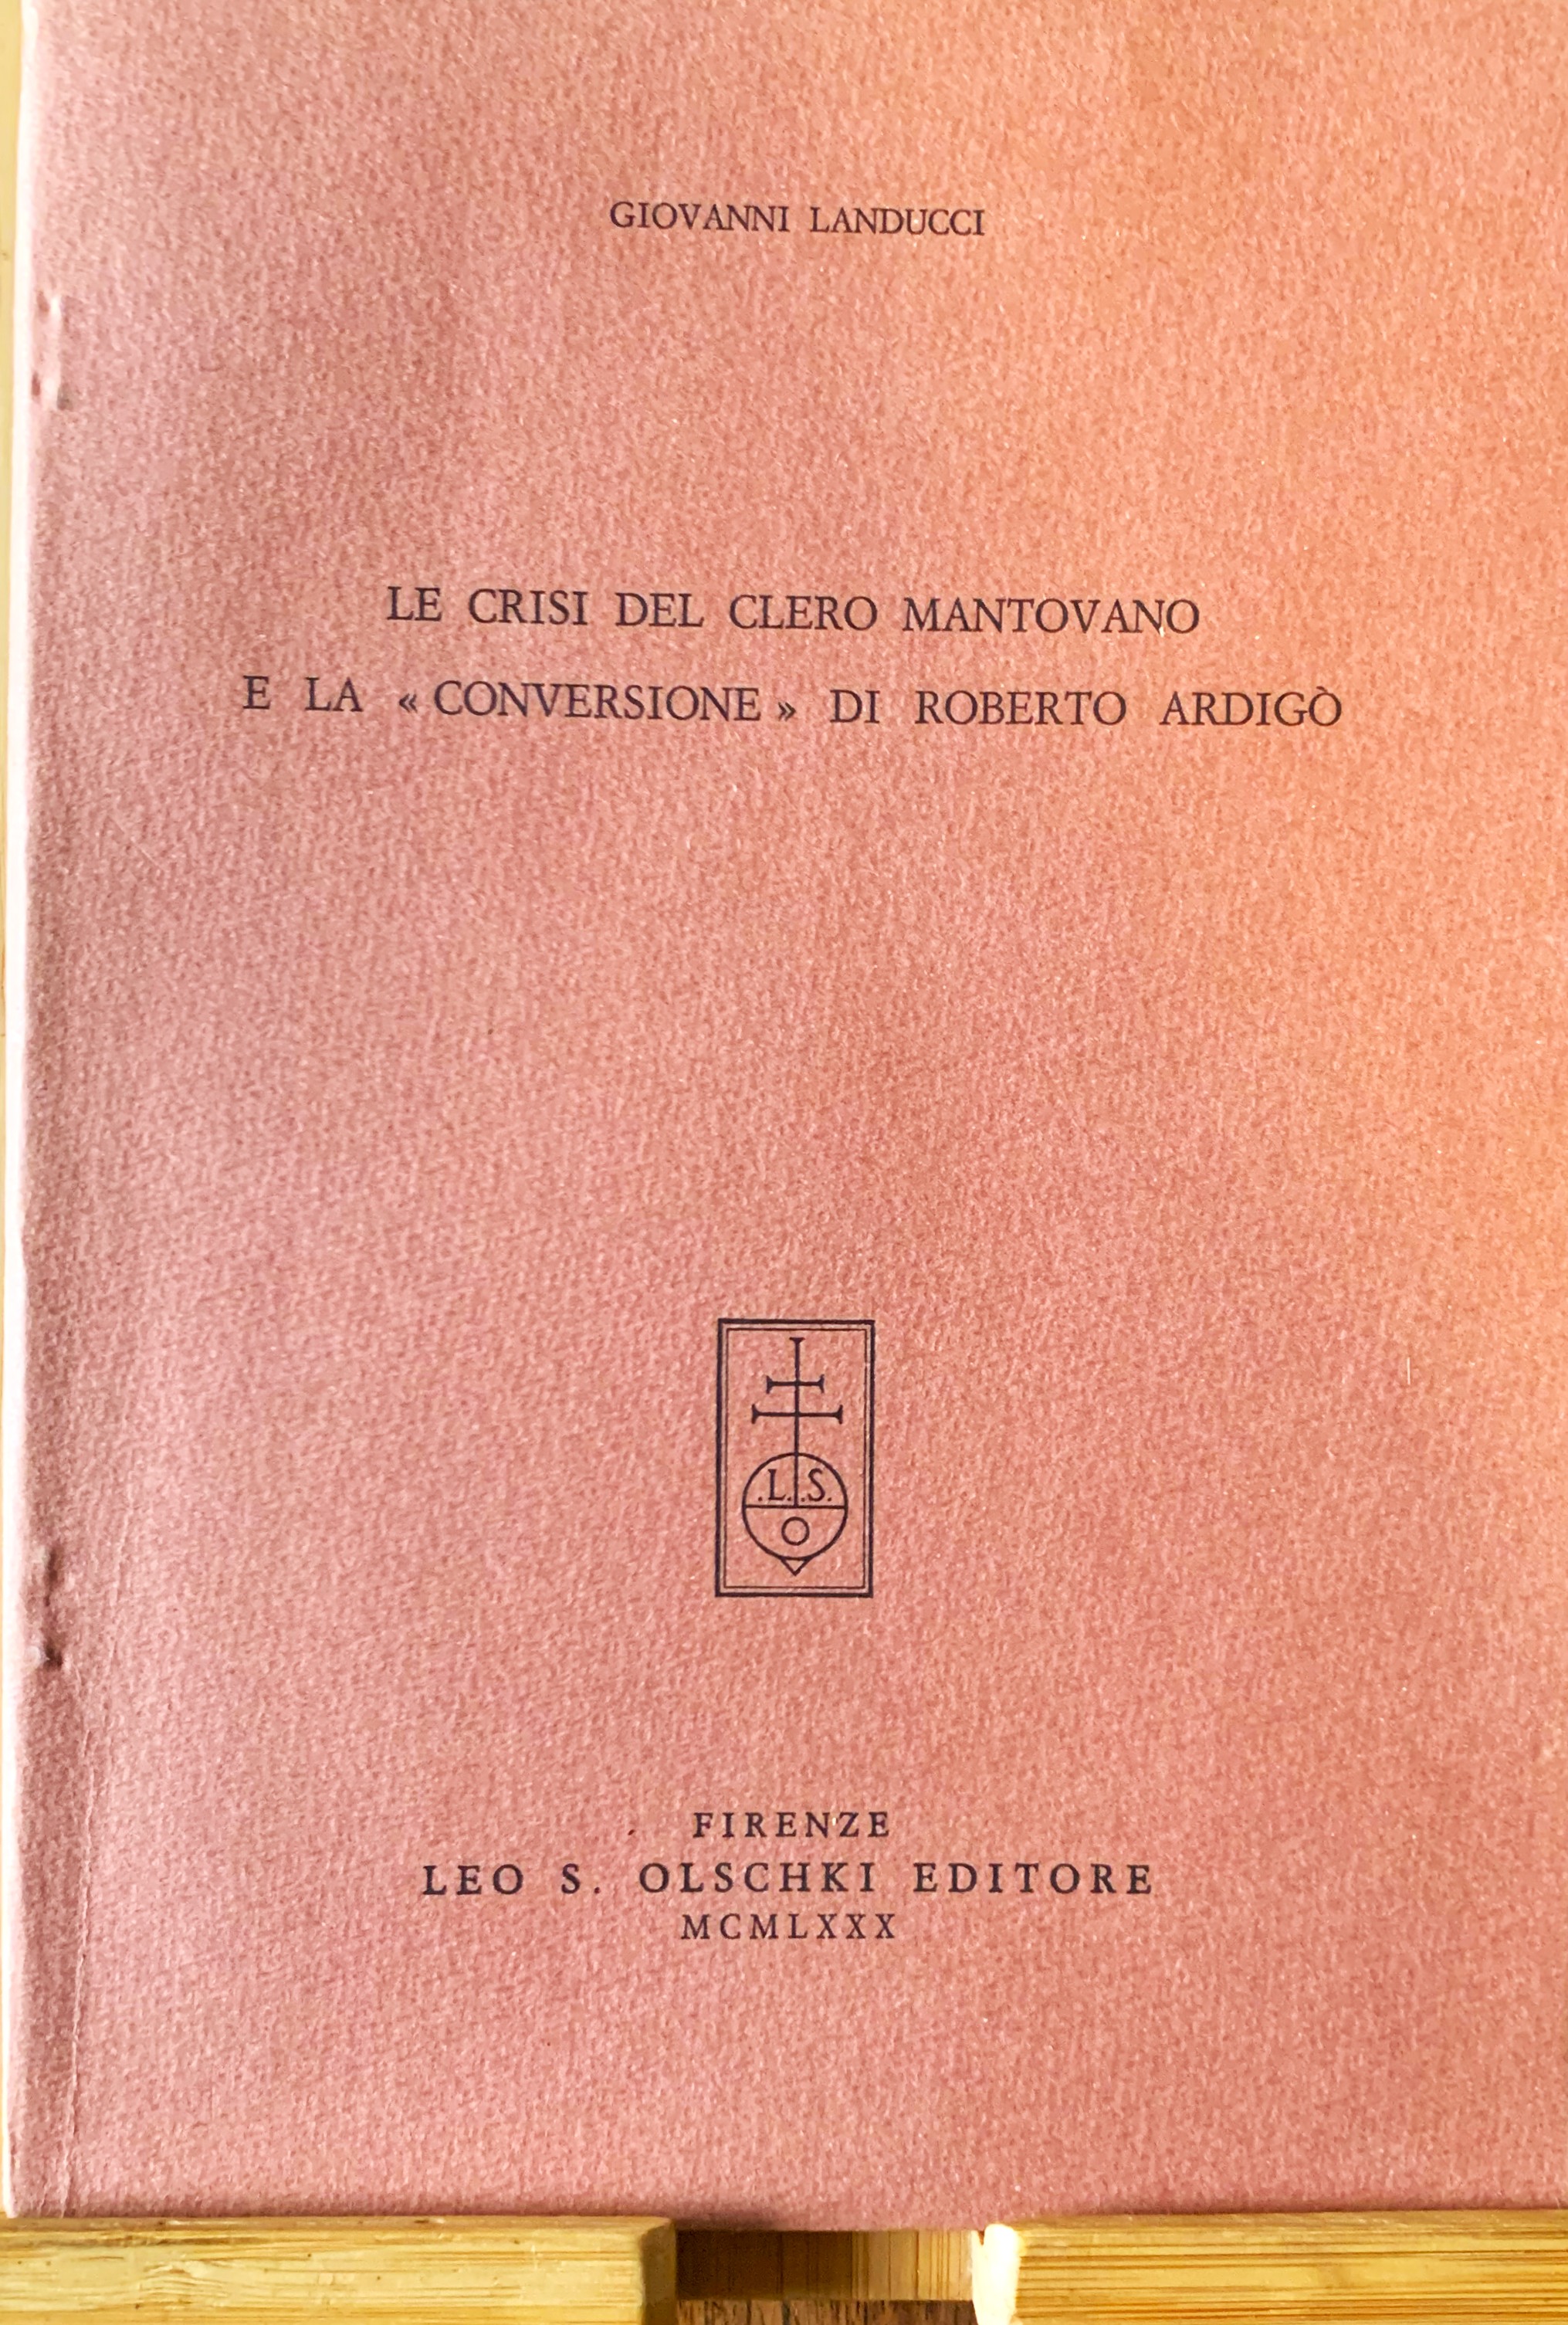 GIOVANNI LANDUCCI
LE CRISI DEL CLERO MANTOVANO
E LA « CONVERSIONE » DI ROBERTO ARDIGÒ
.L. .S.
O
FIRENZE
LEO S. OLSCHKI EDITORE
MCMLXXX